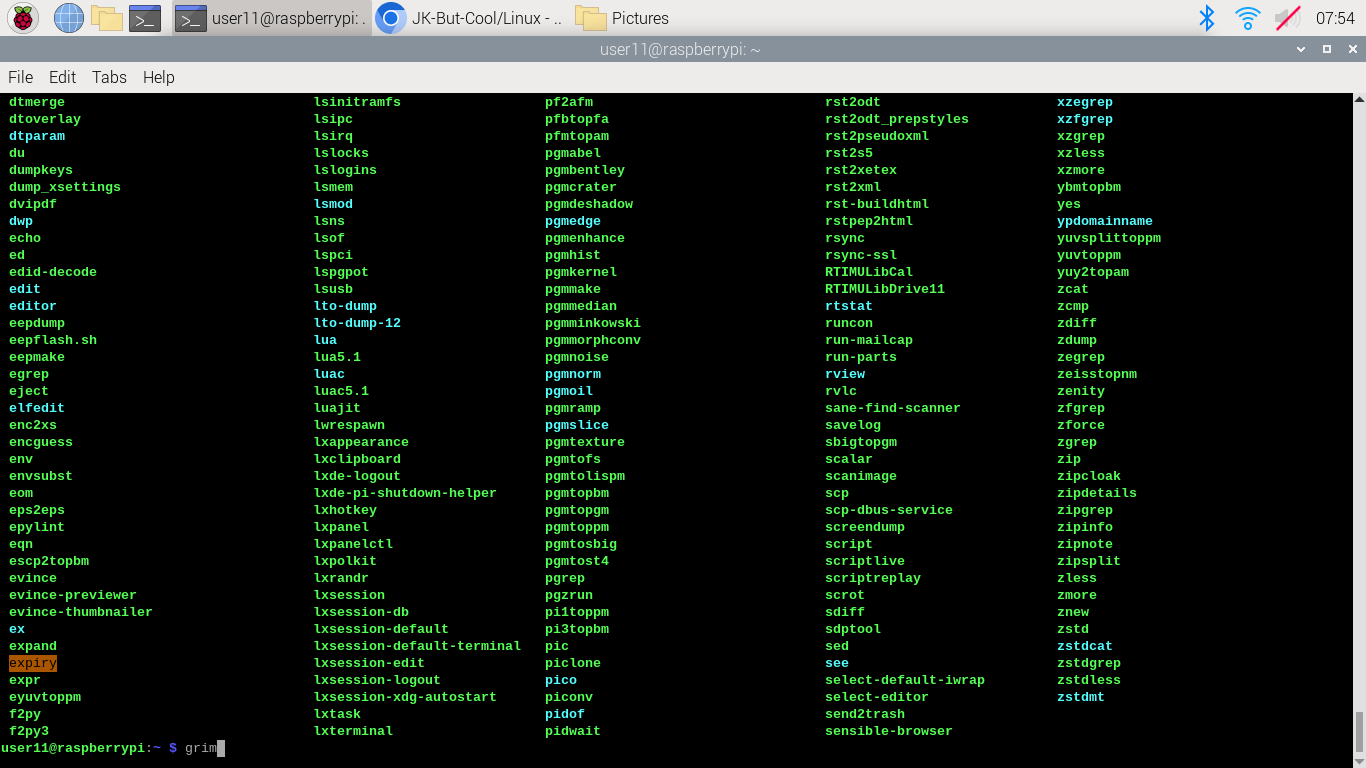 user11@raspberrypi: . JK-But-Cool/Linux - .. Pictures 07:54
user11@raspberrypi: ~
File Edit Tabs Help
dtmerge lsinitramfs pf2afm rst2odt xzegrep
dtoverlay lsipc pfbtopfa rst2odt_prepstyles xzfgrep
dtparam lsirq pfmtopam rst2pseudoxml xzgrep
du lslocks pgmabel rst2s5 xzless
dumpkeys lslogins pgmbentley rst2xetex xzmore
dump_xsettings lsmem pgmcrater rst2xml ybmtopbm
dvipdf lsmod pgmdeshadow rst-buildhtml yes
dwp lsns pgmedge rstpep2html ypdomainname
echo lsof pgmenhance rsync yuvsplittoppm
ed lspci pgmhist rsync-ssl yuvtoppm
edid-decode lspgpot pgmkernel RTIMULibCal yuy2topam
edit lsusb pgmmake RTIMULibDrive11 zcat
editor lto-dump pgmmedian rtstat zcmp
eepdump lto-dump-12 pgmminkowski runcon zdiff
eepflash.sh lua pgmmorphconv run-mailcap zdump
eepmake lua5.1 pgmnoise run-parts zegrep
egrep luac pgmnorm rview zeisstopnm
eject luac5.1 pgmoil rvlc zenity
elfedit luajit pgmramp sane-find-scanner zfgrep
enc2xs lwrespawn pgmslice savelog zforce
encguess lxappearance pgmtexture sbigtopgm zgrep
env lxclipboard pgmtofs scalar zip
envsubst lxde-logout pgmtolispm scanimage zipcloak
eom lxde-pi-shutdown-helper pgmtopbm scp zipdetails
eps2eps lxhotkey pgmtopgm scp-dbus-service zipgrep
epylint lxpanel pgmtoppm screendump zipinfo
eqn lxpanelctl pgmtosbig script zipnote
escp2topbm lxpolkit pgmtost4 scriptlive zipsplit
evince lxrandr pgrep scriptreplay zless
evince-previewer lxsession pgzrun scrot zmore
evince-thumbnailer lxsession-db pi1toppm sdiff znew
ex lxsession-default pi3topbm sdptool zstd
expand lxsession-default-terminal pic sed zstdcat
expiry lxsession-edit piclone see zstdgrep
expr lxsession-logout pico select-default-iwrap zstdless
eyuvtoppm lxsession-xdg-autostart piconv select-editor zstdmt
f2py lxtask pidof send2trash
f2py3 lxterminal pidwait sensible-browser
user11@raspberrypi:~ $ grim